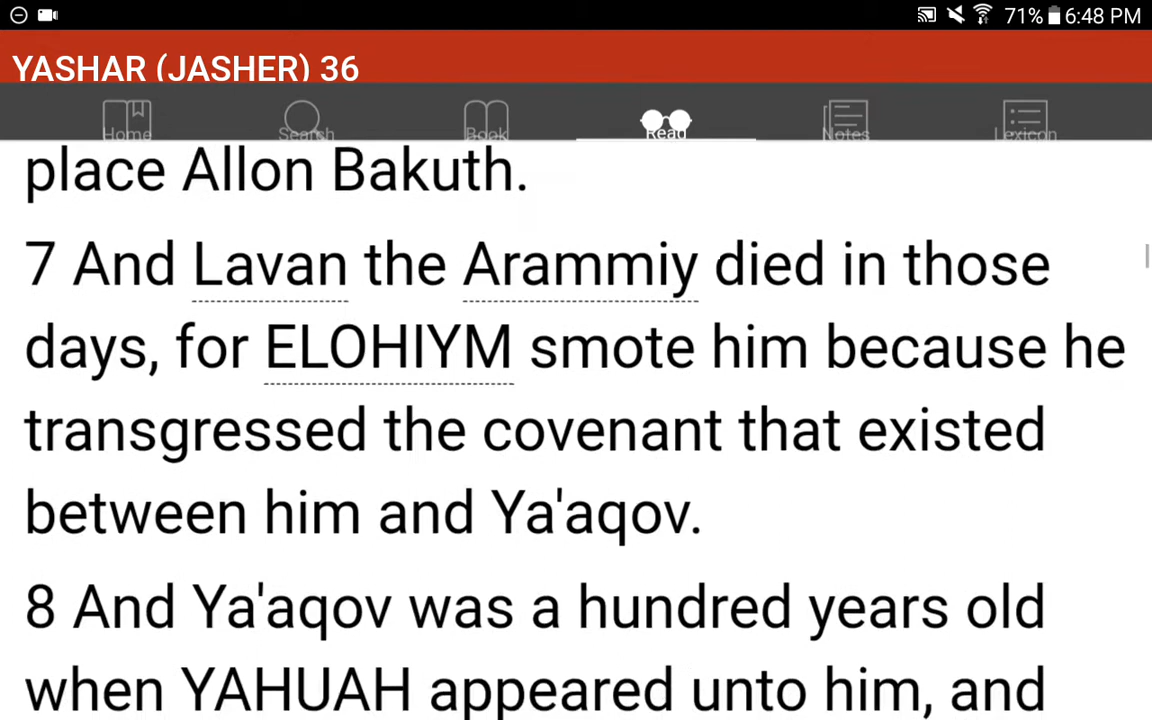 71% 6:48 PM
YASHAR (JASHER) 36
Home Search Book Read Notes Lexicon
place Allon Bakuth.
7 And Lavan the Arammiy died in those
days, for ELOHIYM smote him because he
transgressed the covenant that existed
between him and Ya'aqov.
8 And Ya'aqov was a hundred years old
when YAHUAH appeared unto him, and